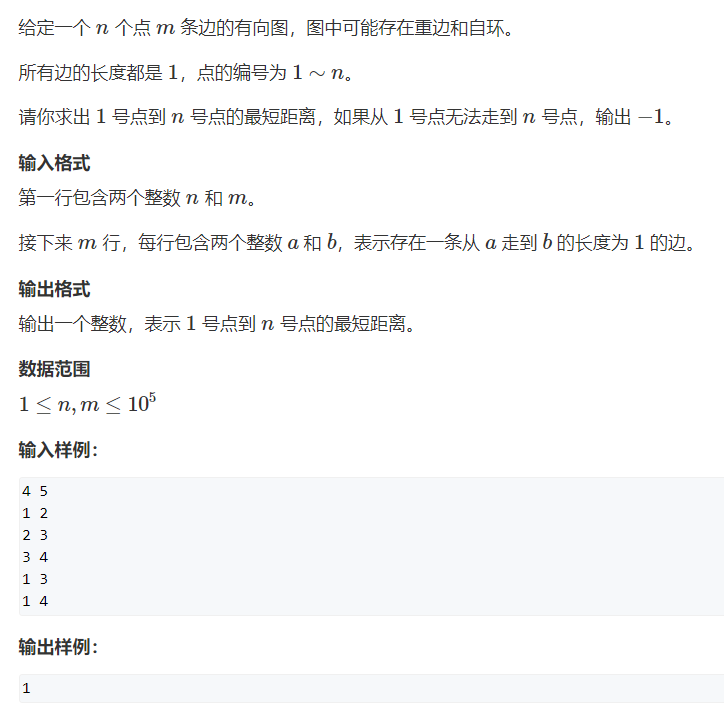 给定一个 n 个点 m 条边的有向图，图中可能存在重边和自环。
所有边的长度都是 1，点的编号为 1 ∼ n。
请你求出 1 号点到 n 号点的最短距离，如果从 1 号点无法走到 n 号点，输出 −1。
输入格式
第一行包含两个整数 n 和 m。
接下来 m 行，每行包含两个整数 a 和 b，表示存在一条从 a 走到 b 的长度为 1 的边。
输出格式
输出一个整数，表示 1 号点到 n 号点的最短距离。
数据范围
1 ≤ n, m ≤ 10⁵
输入样例：
4 5
1 2
2 3
3 4
1 3
1 4
输出样例：
1